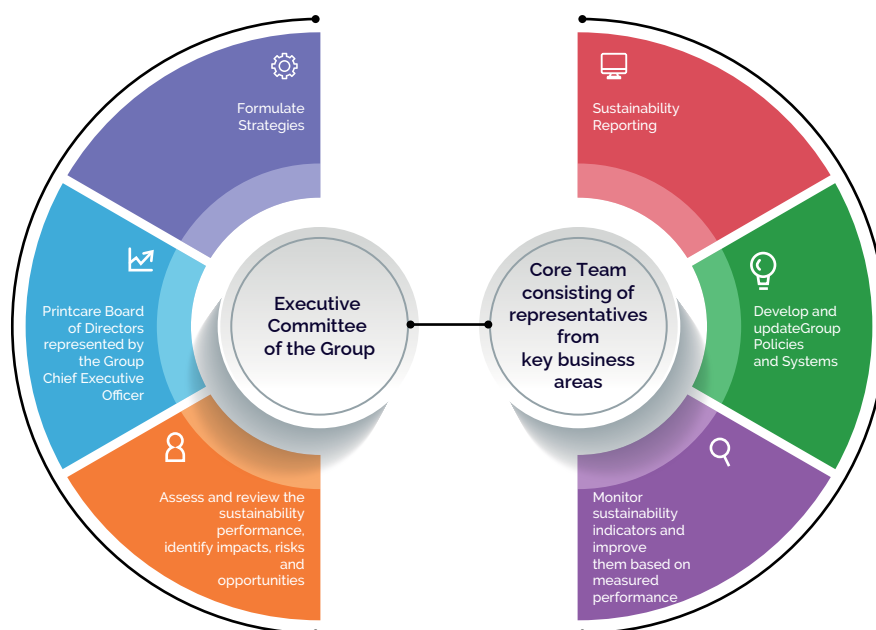 Formulate
Strategies
Printcare Board
of Directors
represented by
the Group
Chief Executive
Officer
Assess and review the
sustainability
performance,
identify impacts, risks
and
opportunities
Executive
Committee
of the Group
Core Team
consisting of
representatives
from
key business
areas
Sustainability
Reporting
Develop and
updateGroup
Policies
and Systems
Monitor
sustainability
indicators and
improve
them based on
measured
performance